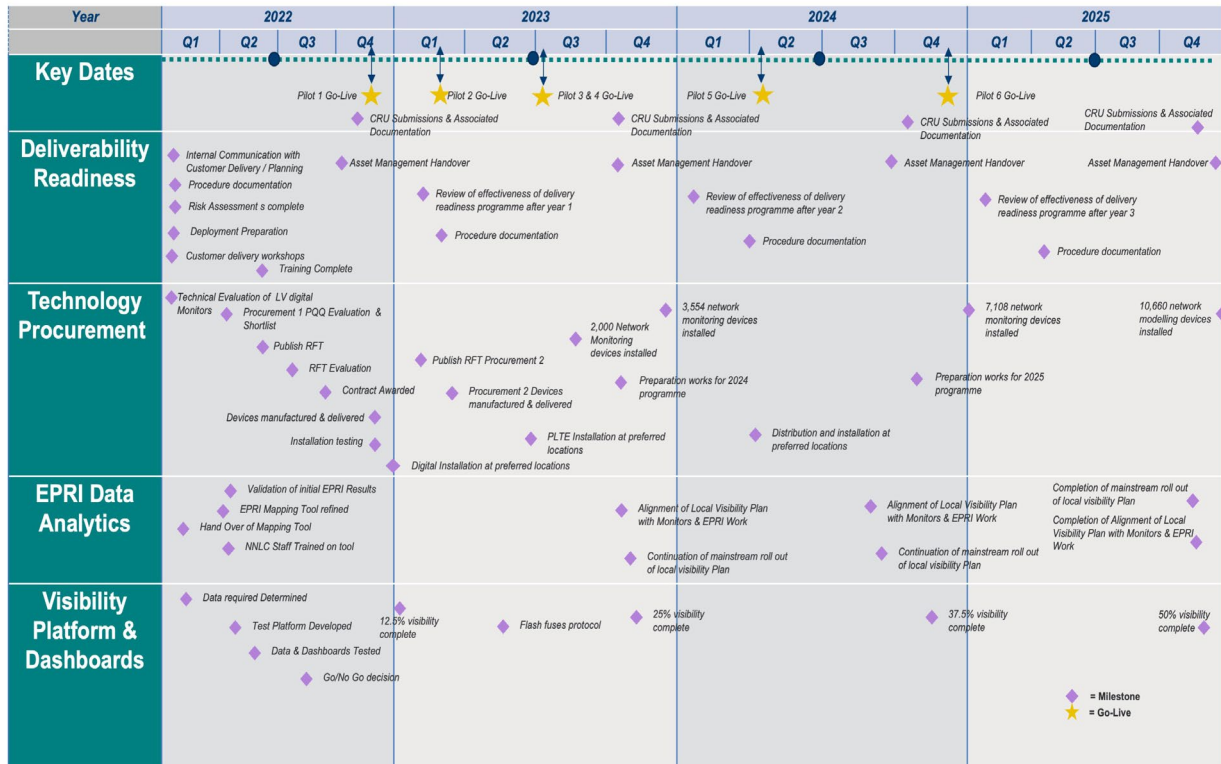 Year
2022
2023
2024
2025
Q1
Q2
Q3
Q4
Q1
Q2
Q3
Q4
Q1
Q2
Q3
Q4
Q1
Q2
Q3
Q4
Key Dates
Pilot 1 Go-Live
Pilot 2 Go-Live
Pilot 3 & 4 Go-Live
Pilot 5 Go-Live
Pilot 6 Go-Live
CRU Submissions & Associated
Documentation
CRU Submissions & Associated
Documentation
CRU Submissions & Associated
Documentation
CRU Submissions & Associated
Documentation
Deliverability
Readiness
Internal Communication with
Customer Delivery / Planning
Asset Management Handover
Asset Management Handover
Asset Management Handover
Asset Management Handover
Procedure documentation
Risk Assessment s complete
Deployment Preparation
Customer delivery workshops
Training Complete
Review of effectiveness of delivery
readiness programme after year 1
Procedure documentation
Review of effectiveness of delivery
readiness programme after year 2
Procedure documentation
Review of effectiveness of delivery
readiness programme after year 3
Procedure documentation
Technology
Procurement
Technical Evaluation of LV digital
Monitors
Procurement 1 PQQ Evaluation &
Shortlist
Publish RFT
RFT Evaluation
Contract Awarded
Devices manufactured & delivered
Installation testing
Digital Installation at preferred locations
Publish RFT Procurement 2
Procurement 2 Devices
manufactured & delivered
PLTE Installation at preferred
locations
2,000 Network
Monitoring
devices installed
3,554 network
monitoring devices
installed
Preparation works for 2024
programme
Distribution and installation at
preferred locations
7,108 network
monitoring devices
installed
Preparation works for 2025
programme
10,660 network
modelling devices
installed
EPRI Data
Analytics
Validation of initial EPRI Results
EPRI Mapping Tool refined
Hand Over of Mapping Tool
NNLC Staff Trained on tool
Alignment of Local Visibility Plan
with Monitors & EPRI Work
Continuation of mainstream roll out
of local visibility Plan
Alignment of Local Visibility Plan
with Monitors & EPRI Work
Continuation of mainstream roll out
of local visibility Plan
Completion of mainstream roll out
of local visibility Plan
Completion of Alignment of Local
Visibility Plan with Monitors & EPRI
Work
Visibility
Platform &
Dashboards
Data required Determined
Test Platform Developed
Data & Dashboards Tested
Go/No Go decision
12.5% visibility
complete
Flash fuses protocol
25% visibility
complete
37.5% visibility
complete
50% visibility
complete
= Milestone
= Go-Live